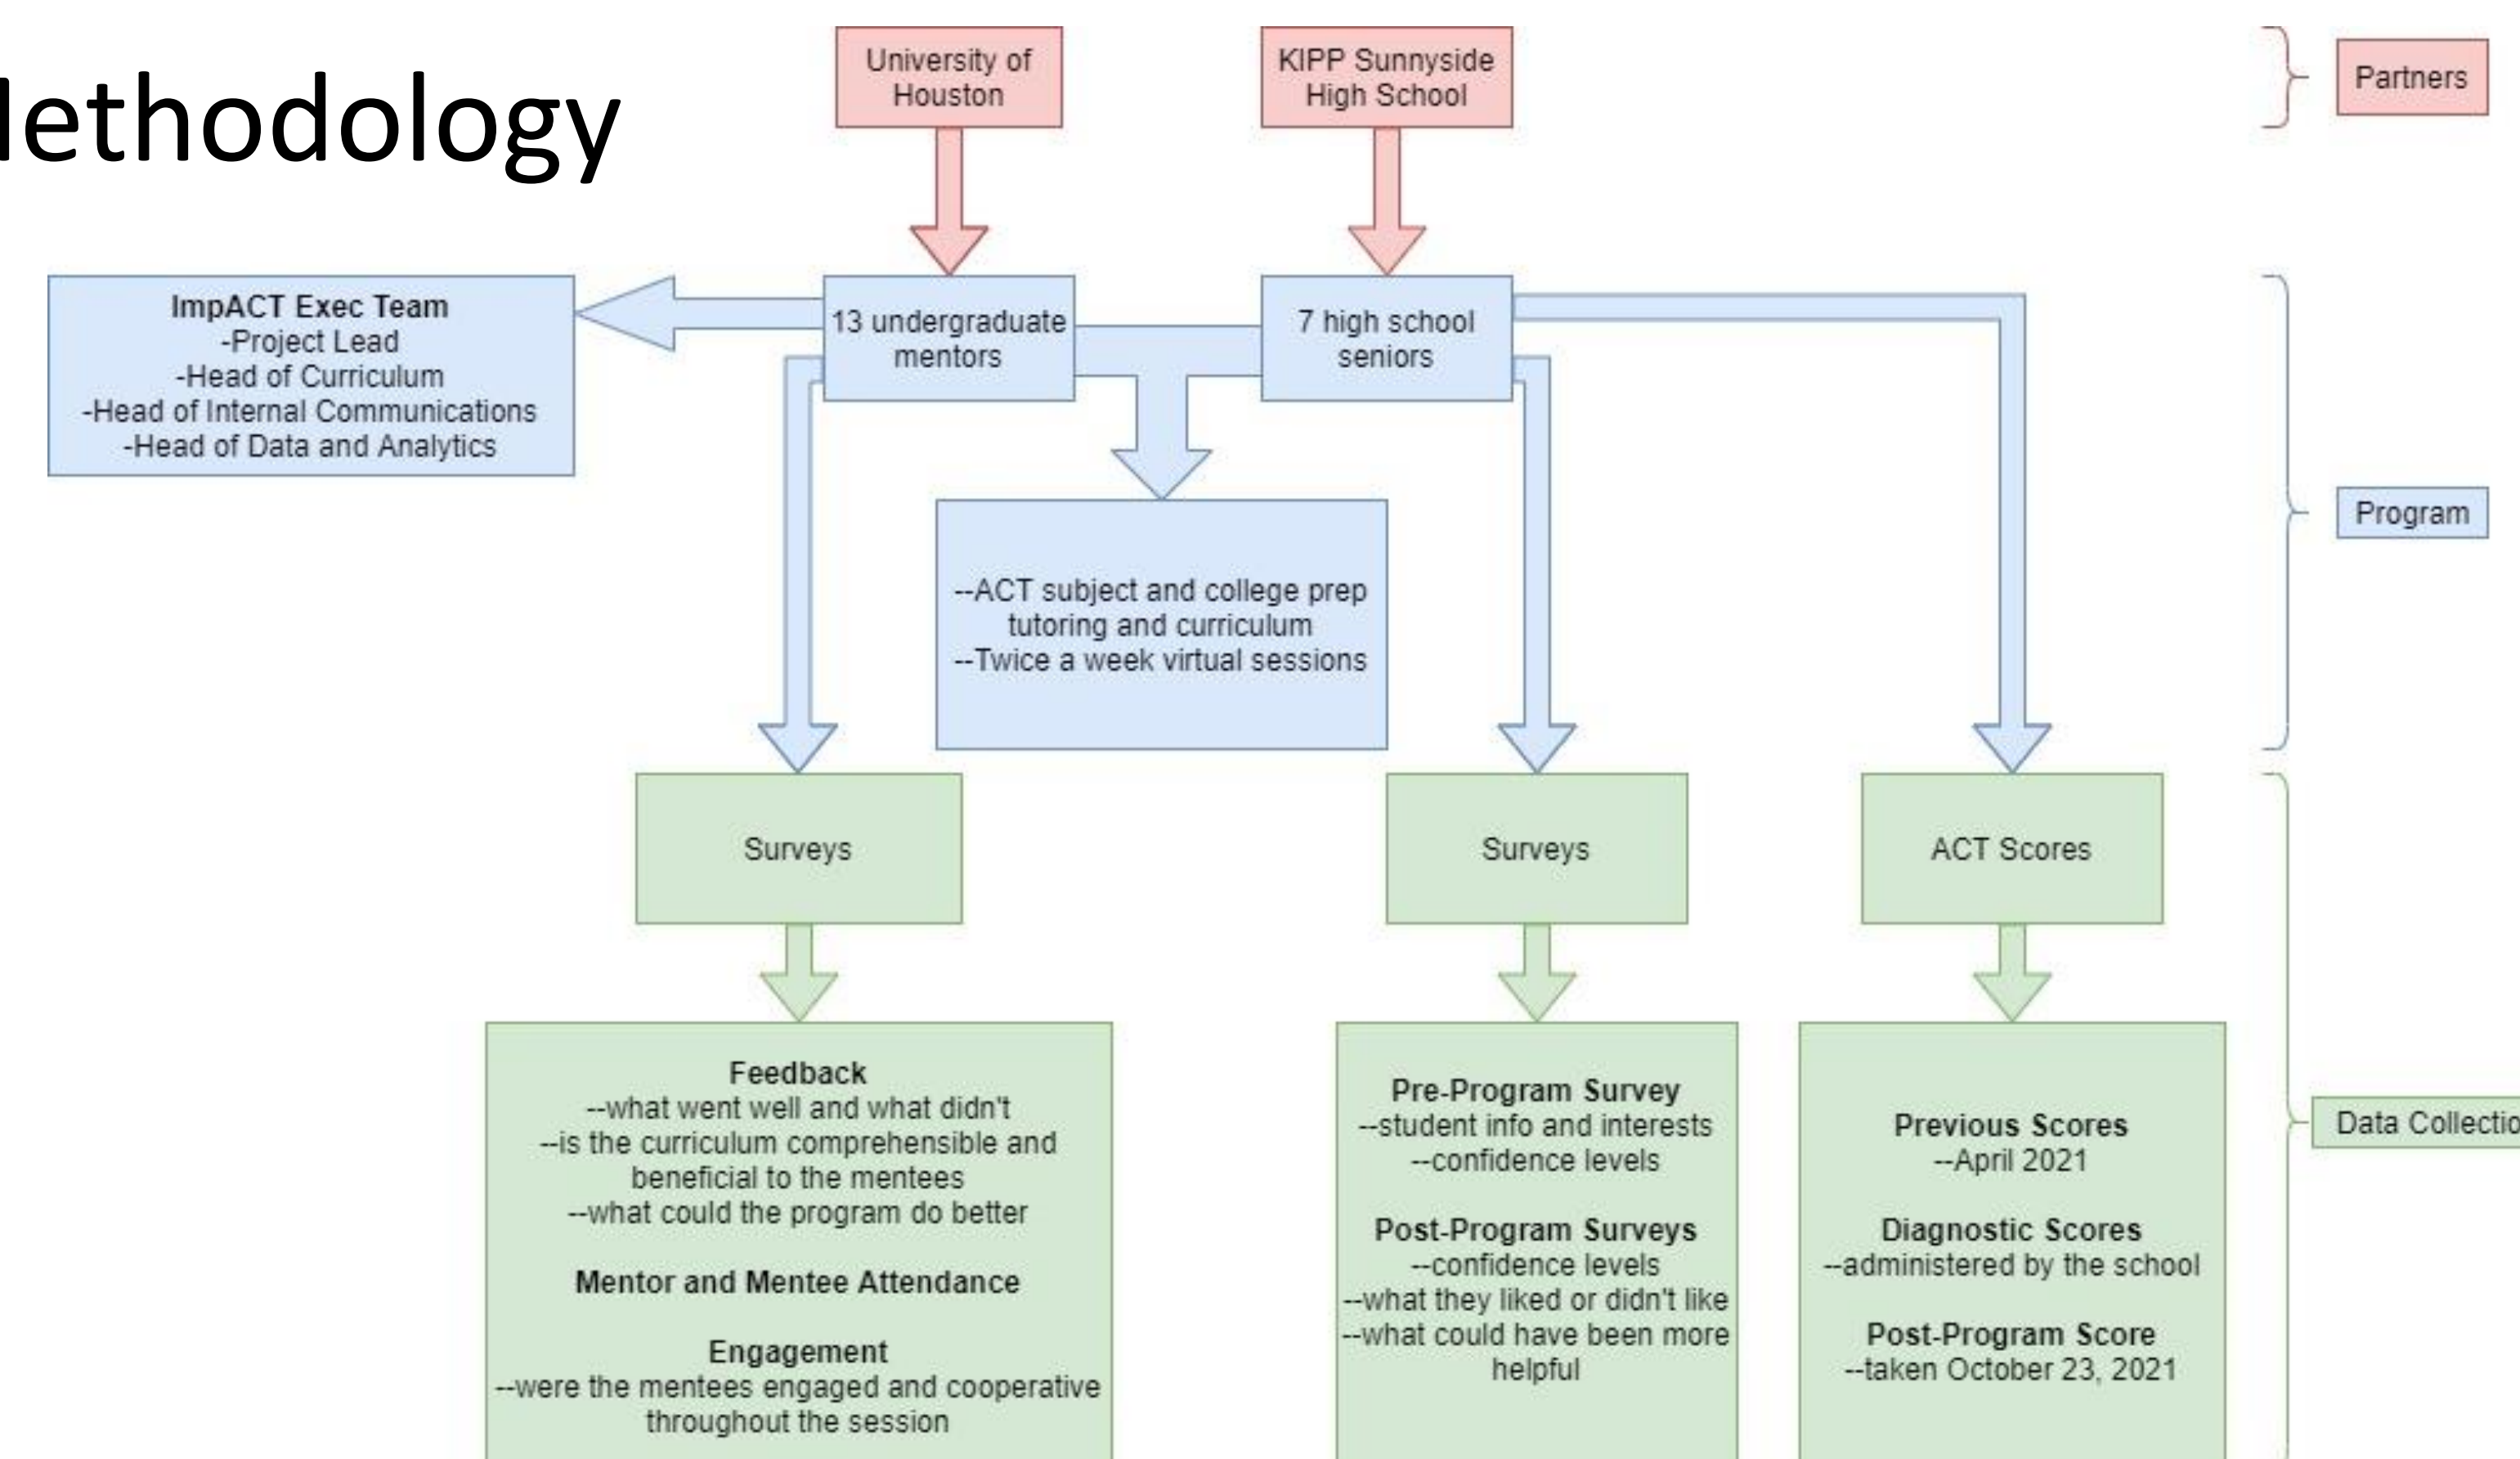 ethodology
University of
Houston
KIPP Sunnyside
High School
Partners
ImpACT Exec Team
-Project Lead
-Head of Curriculum
-Head of Internal Communications
-Head of Data and Analytics
13 undergraduate
mentors
7 high school
seniors
Program
--ACT subject and college prep
tutoring and curriculum
--Twice a week virtual sessions
Surveys
Surveys
ACT Scores
Feedback
--what went well and what didn't
--is the curriculum comprehensible and
beneficial to the mentees
--what could the program do better
Mentor and Mentee Attendance
Engagement
--were the mentees engaged and cooperative
throughout the session
Pre-Program Survey
--student info and interests
--confidence levels
Post-Program Surveys
--confidence levels
--what they liked or didn't like
--what could have been more
helpful
Previous Scores
--April 2021
Diagnostic Scores
--administered by the school
Post-Program Score
--taken October 23, 2021
Data Collectio